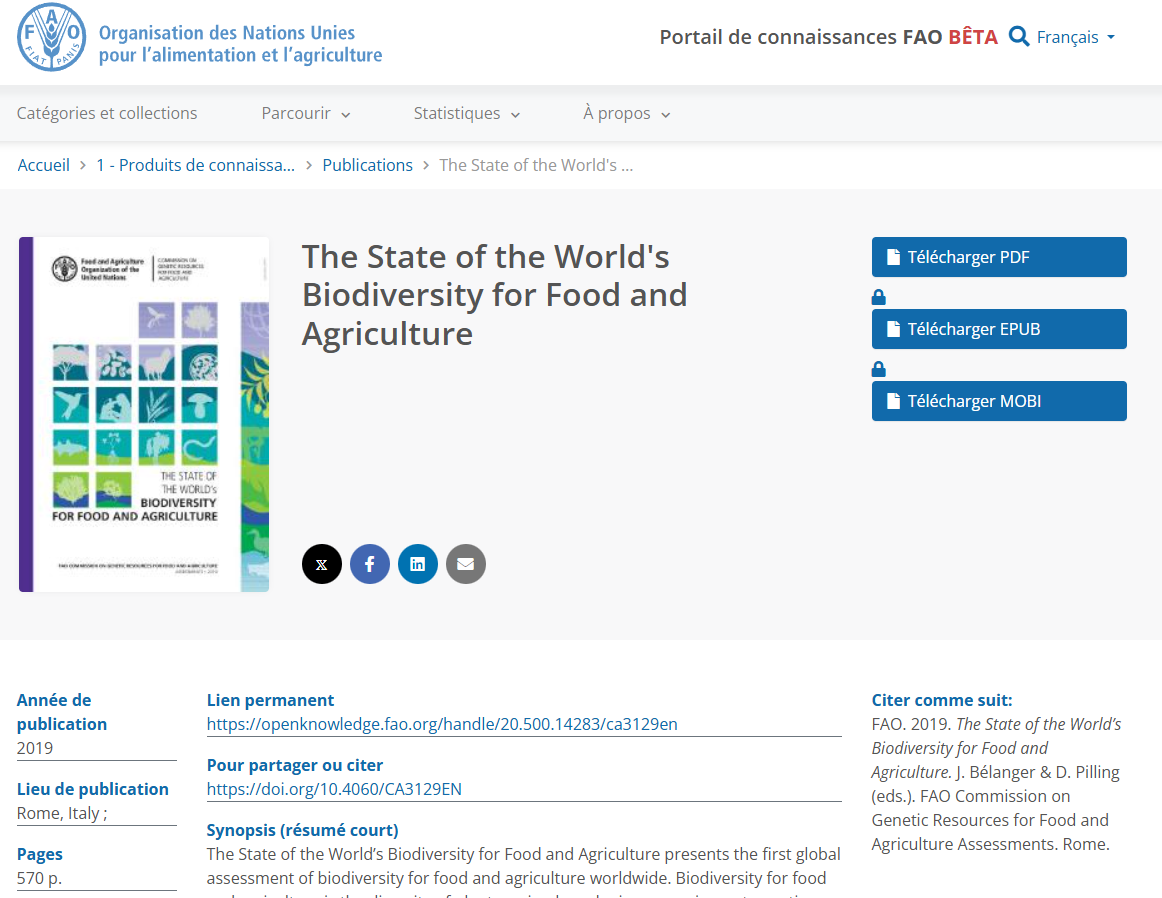 FAO
FIAT PANIS
Organisation des Nations Unies
pour l'alimentation et l'agriculture
Portail de connaissances FAO BÊTA
Français
Catégories et collections
Parcourir
Statistiques
À propos
Accueil > 1 - Produits de connaissa... > Publications > The State of the World's ...
Food and Agriculture
Organization of the
United Nations
COMMISSION ON
GENETIC RESOURCES
FOR FOOD AND
AGRICULTURE
THE STATE OF
THE WORLD's
BIODIVERSITY
FOR FOOD AND AGRICULTURE
FAO COMMISSION ON GENETIC RESOURCES FOR FOOD AND AGRICULTURE
ASSESSMENTS • 2019
The State of the World's
Biodiversity for Food and
Agriculture
Télécharger PDF
Télécharger EPUB
Télécharger MOBI
Année de
publication
2019
Lieu de publication
Rome, Italy ;
Pages
570 p.
Lien permanent
https://openknowledge.fao.org/handle/20.500.14283/ca3129en
Pour partager ou citer
https://doi.org/10.4060/CA3129EN
Synopsis (résumé court)
The State of the World's Biodiversity for Food and Agriculture presents the first global
assessment of biodiversity for food and agriculture worldwide. Biodiversity for food
Citer comme suit:
FAO. 2019. The State of the World's
Biodiversity for Food and
Agriculture. J. Bélanger & D. Pilling
(eds.). FAO Commission on
Genetic Resources for Food and
Agriculture Assessments. Rome.